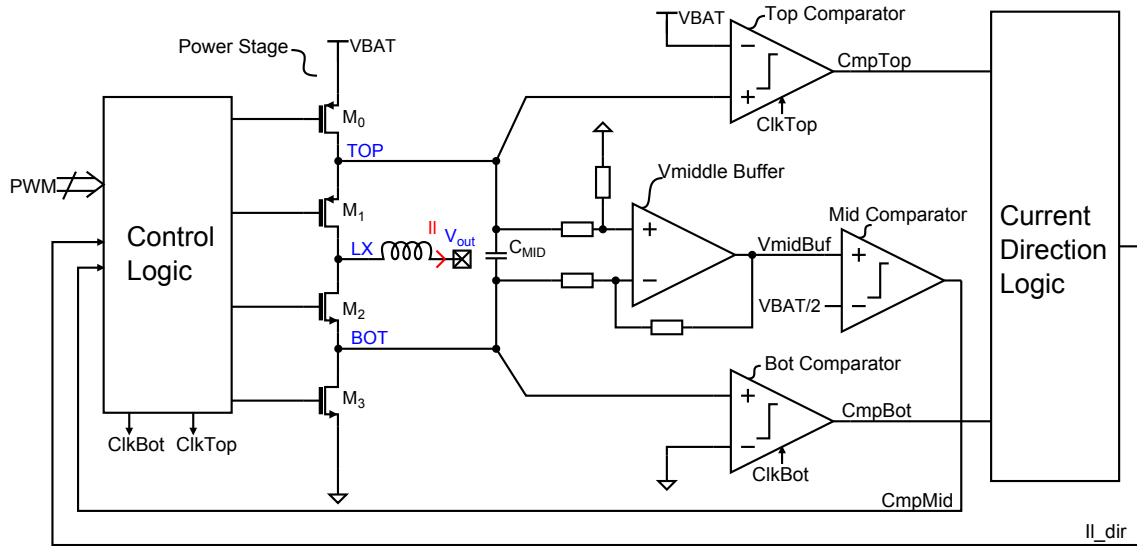 VBAT
Top Comparator
Power Stage
VBAT
CmpTop
ClkTop
M0
TOP
Vmiddle Buffer
PWM
M1
Control
Logic
Il
Vout
LX
CMID
Mid Comparator
VmidBuf
Current
Direction
Logic
VBAT/2
M2
BOT
Bot Comparator
M3
CmpBot
ClkBot
ClkTop
ClkBot
CmpMid
Il_dir